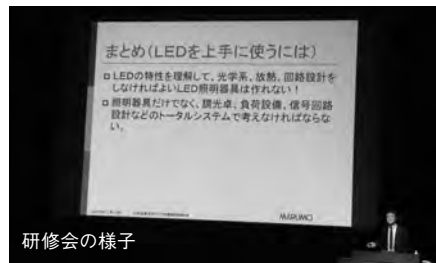 まとめ(LEDを上手に使うには)
LEDの特性を理解して、光学系、放熱、回路設計を
しなければよいLED照明器具は作れない!
照明器具だけでなく、調光卓、負荷設備、信号回路
設計などのトータルシステムで考えなければならな
い。
MARUMO
研修会の様子